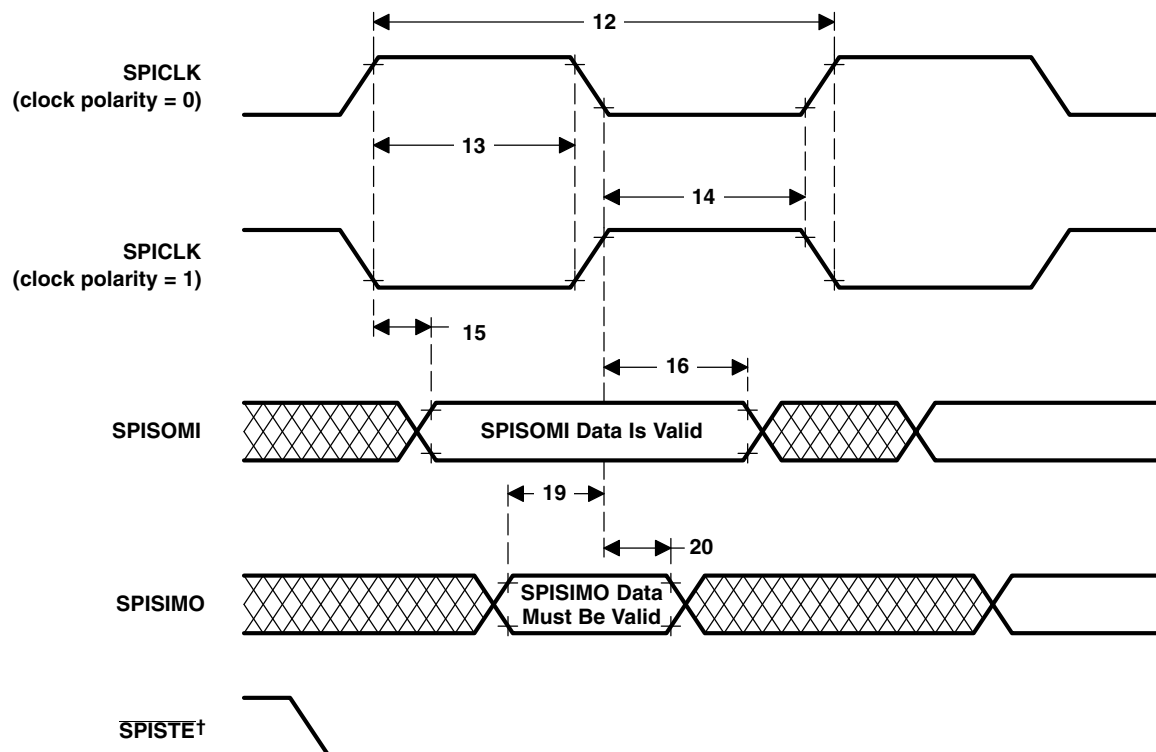 12
SPICLK
(clock polarity = 0)
13
14
SPICLK
(clock polarity = 1)
15
16
SPISOMI
SPISOMI Data Is Valid
19
20
SPISIMO
SPISIMO Data
Must Be Valid
SPISTE†